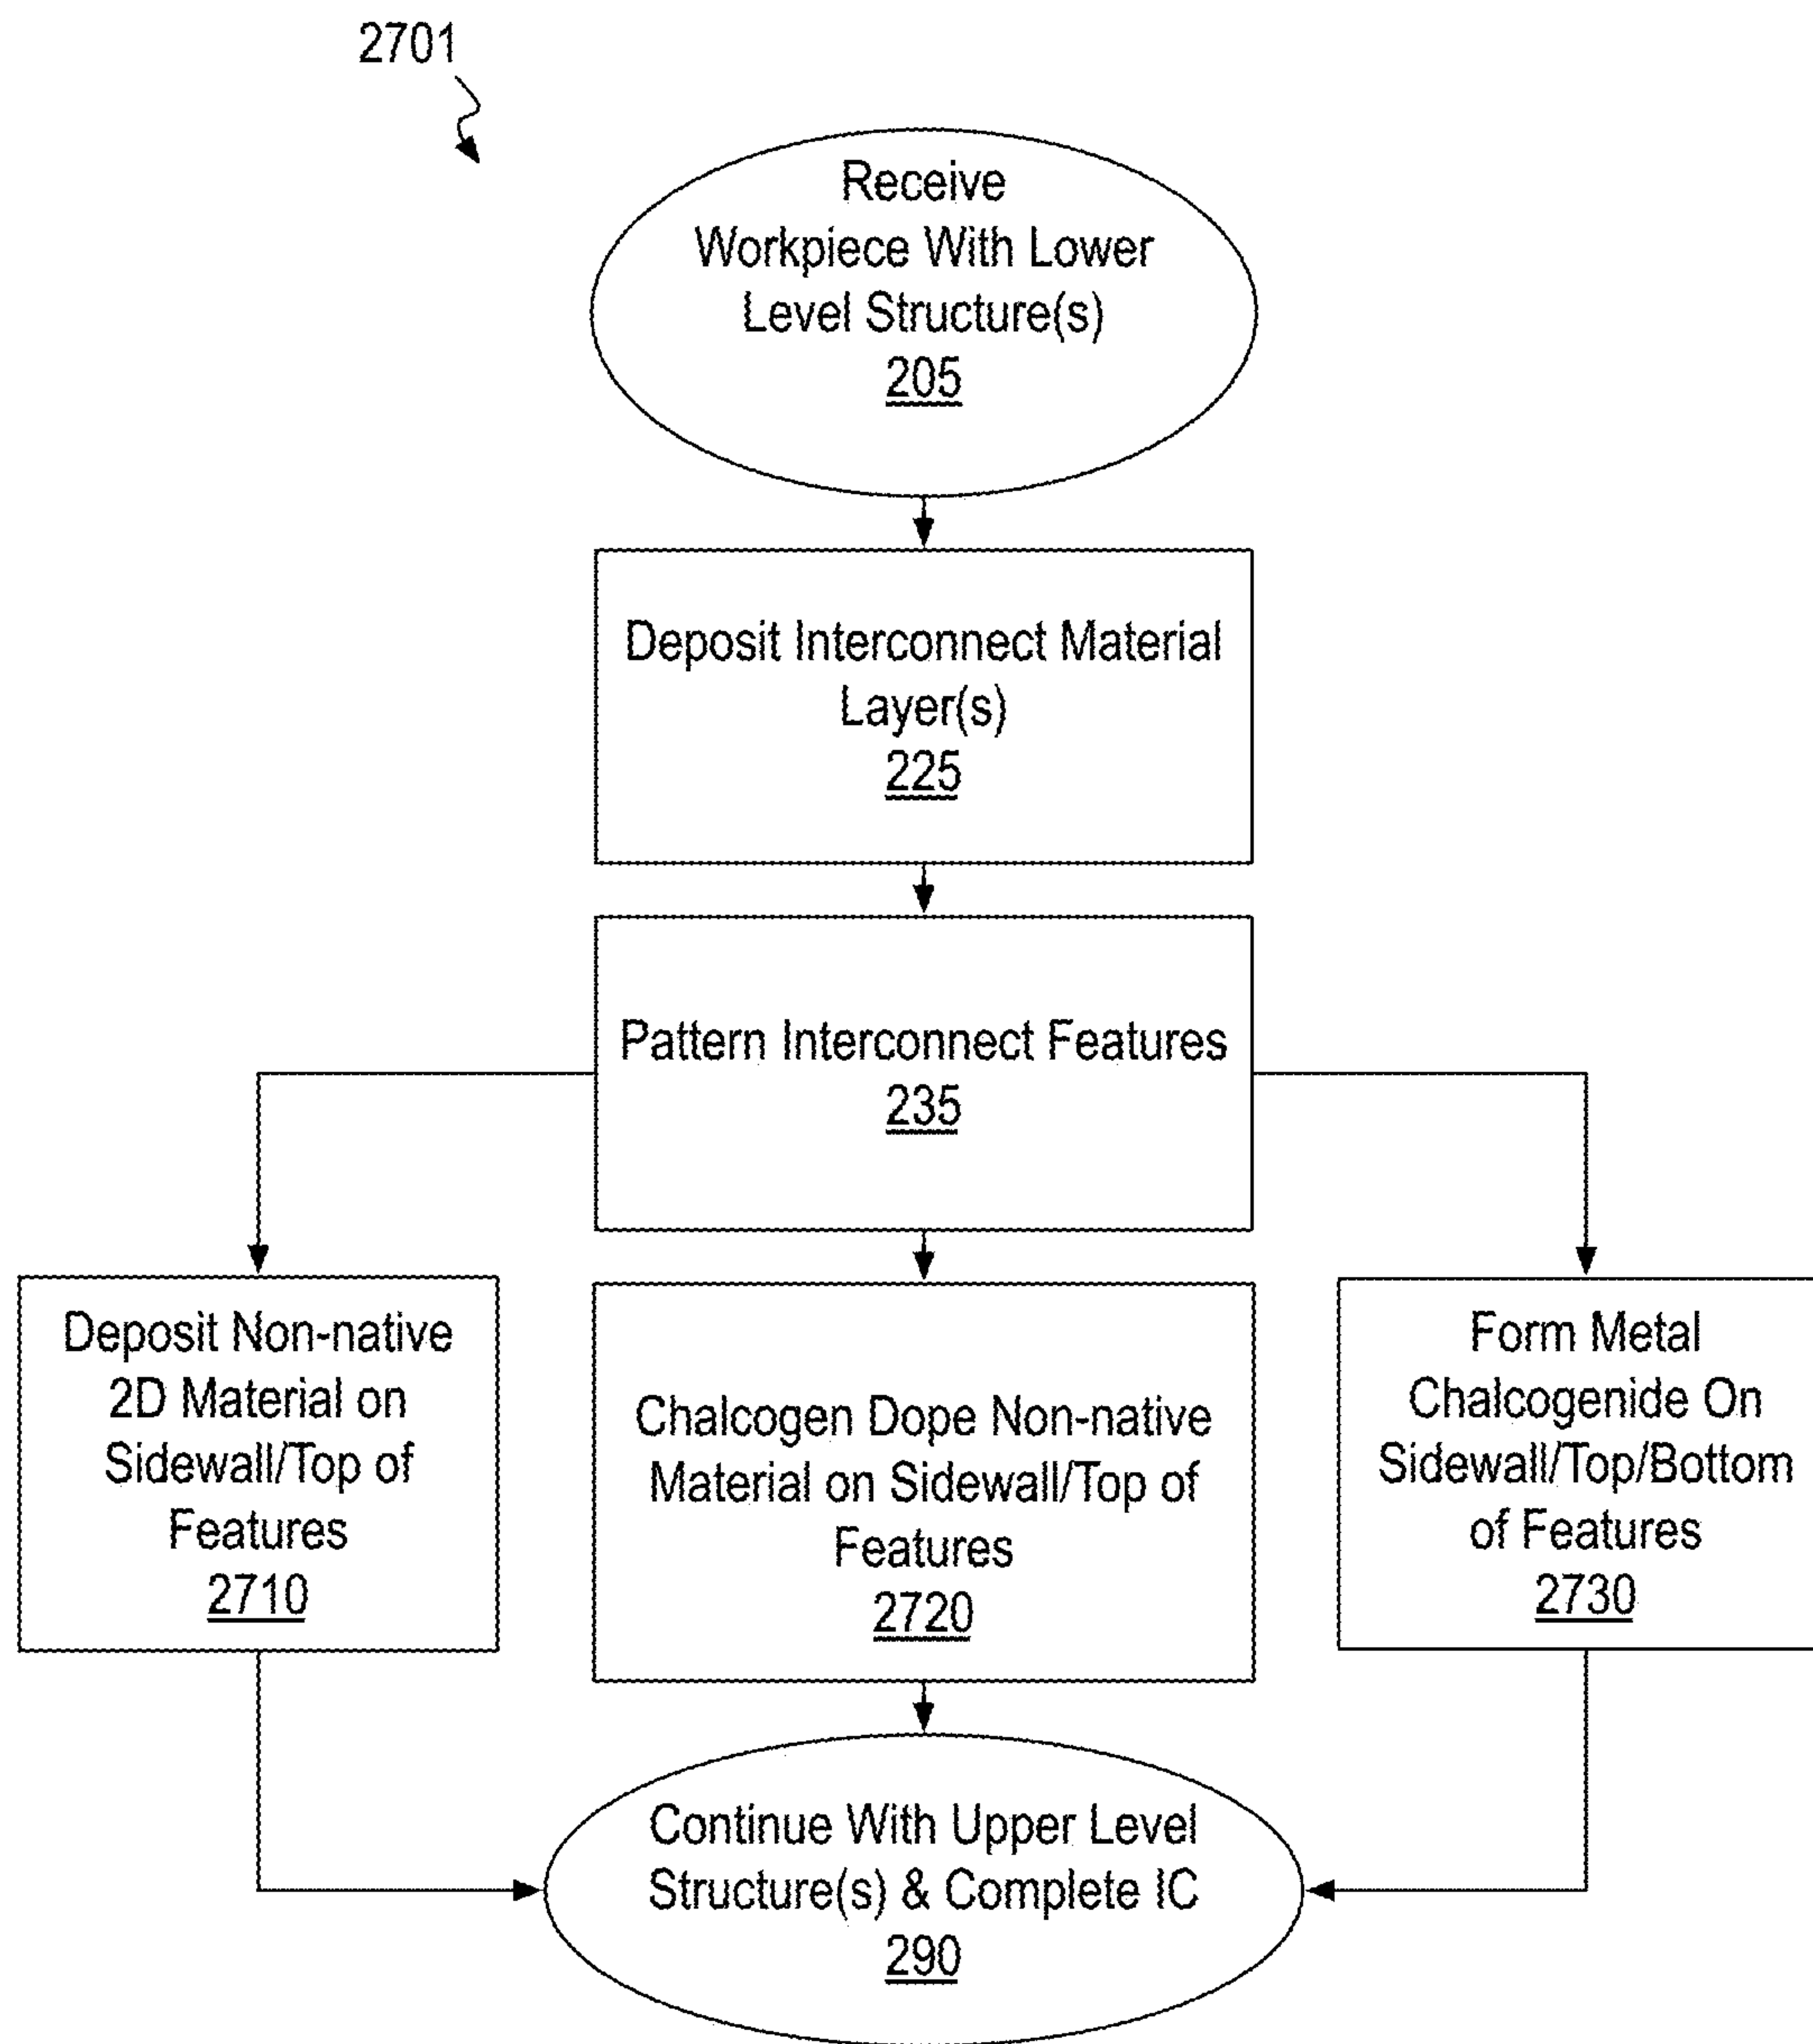 2701
Receive
Workpiece With Lower
Level Structure(s)
205
Deposit Interconnect Material
Layer(s)
225
Pattern Interconnect Features
235
Deposit Non-native
2D Material on
Sidewall/Top of
Features
2710
Chalcogen Dope Non-native
Material on Sidewall/Top of
Features
2720
Form Metal
Chalcogenide On
Sidewall/Top/Bottom
of Features
2730
Continue With Upper Level
Structure(s) & Complete IC
290